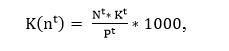 K(nᵗ) = Nᵗ* Kᵗ / Pᵗ * 1000,